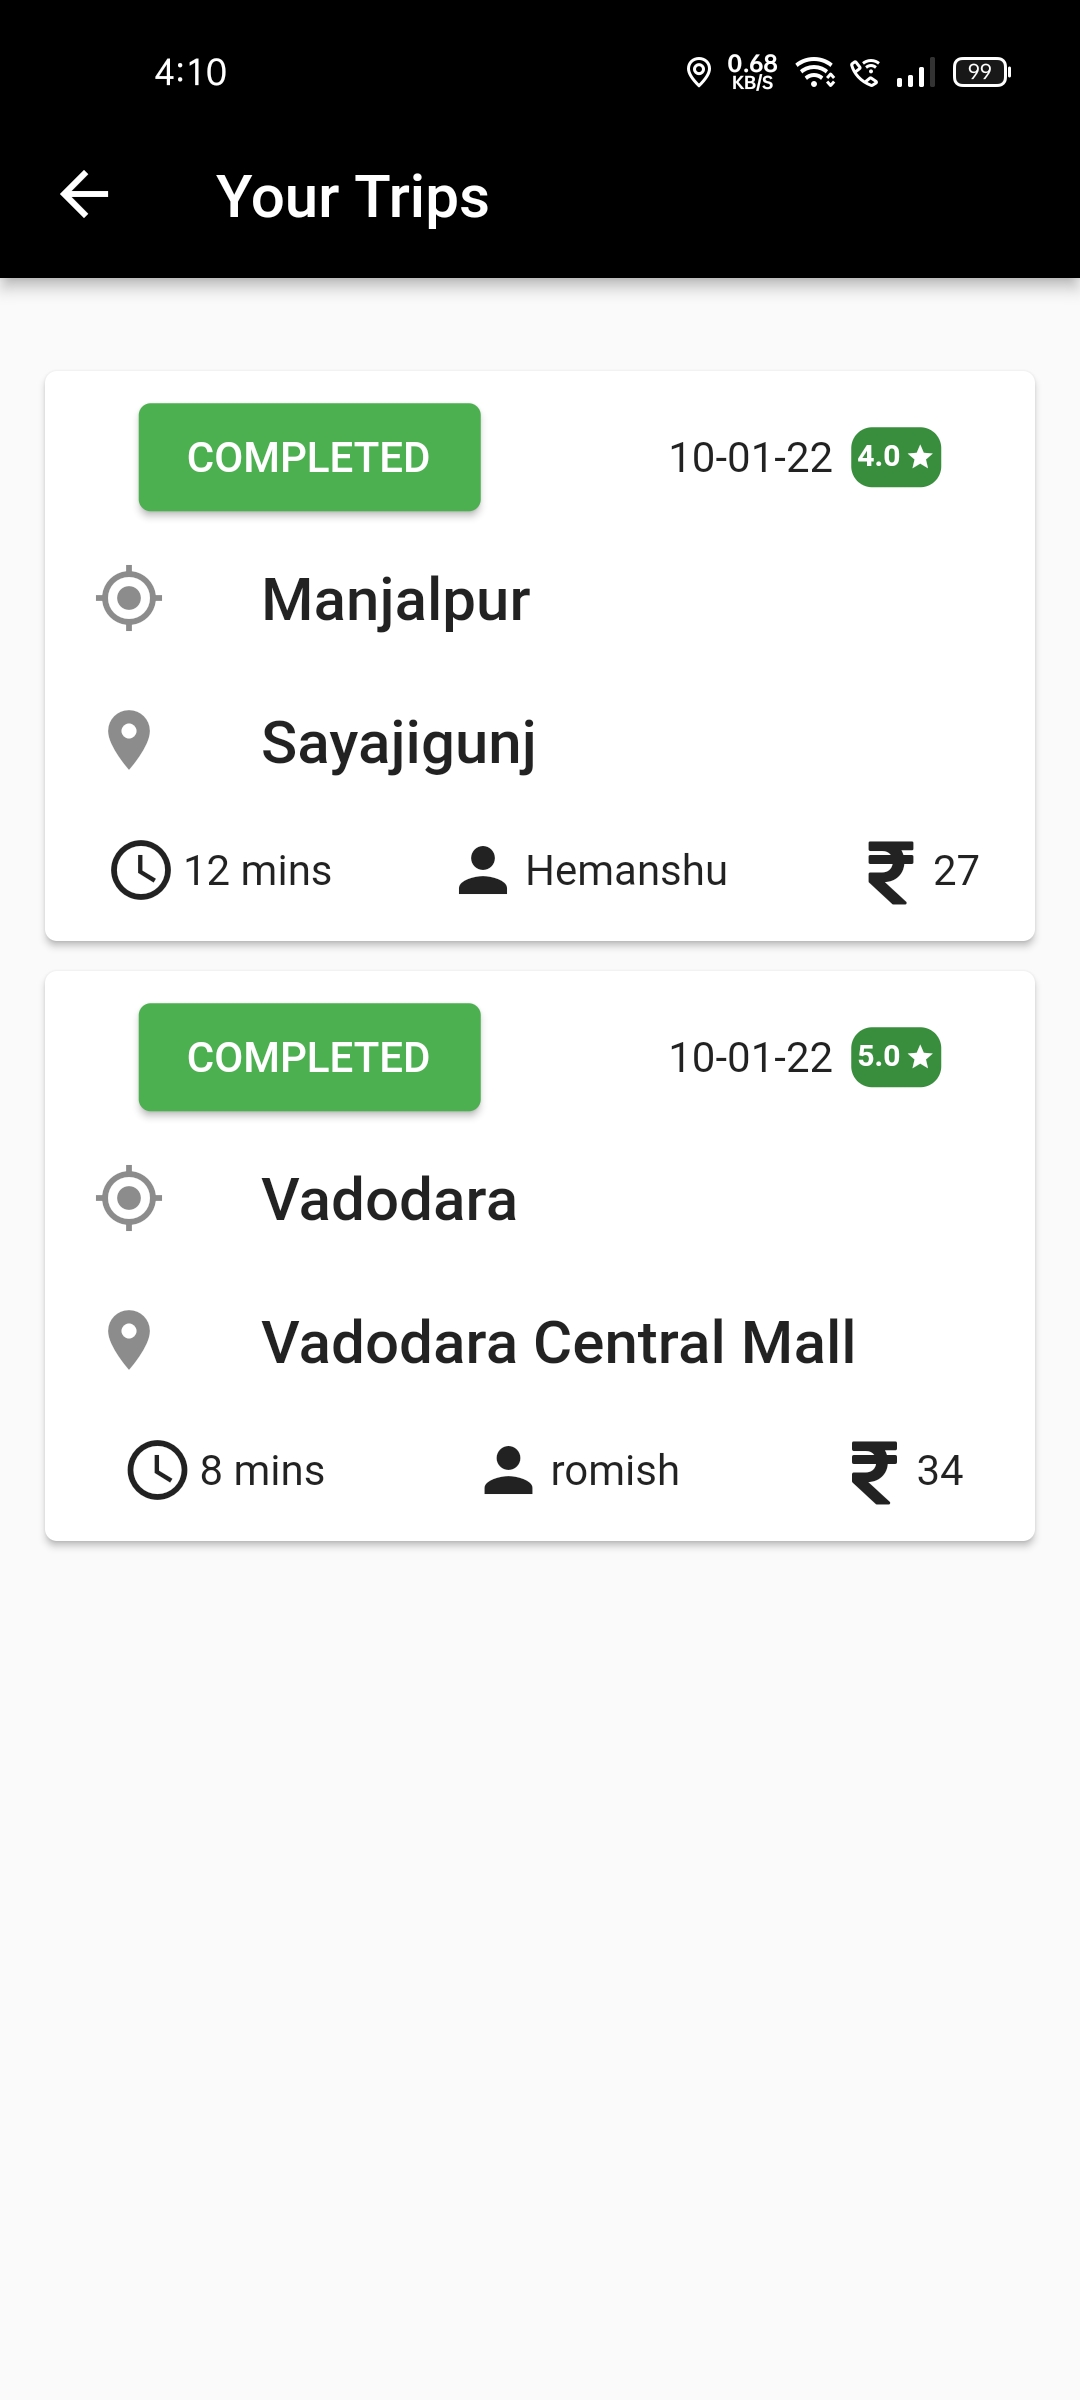 4:10 0.68 KB/S 99
Your Trips
COMPLETED 10-01-22 4.0
Manjalpur
Sayajigunj
12 mins Hemanshu ₹ 27
COMPLETED 10-01-22 5.0
Vadodara
Vadodara Central Mall
8 mins romish ₹ 34